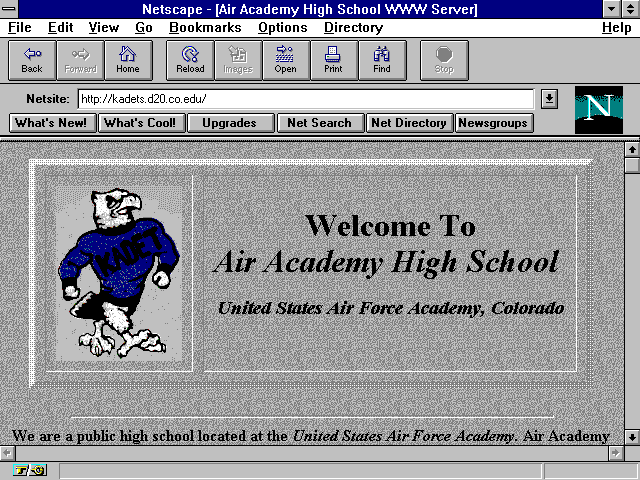 Netscape - [Air Academy High School WWW Server]
File Edit View Go Bookmarks Options Directory Help
Back Forward Home Reload Images Open Print Find Stop
Netsite: http://kadets.d20.co.edu/
N
What's New! What's Cool! Upgrades Net Search Net Directory Newsgroups
KADET
Welcome To
Air Academy High School
United States Air Force Academy, Colorado
We are a public high school located at the United States Air Force Academy. Air Academy